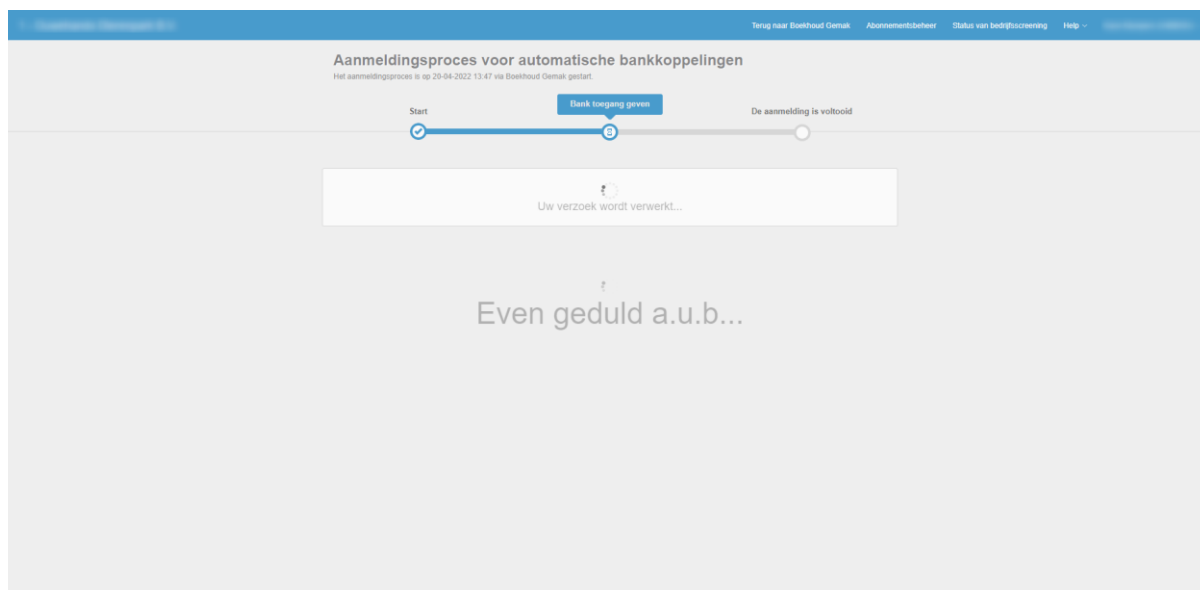 Terug naar Boekhoud Gemak Abonnementsbeheer Status van bedrijfsscreening Help
Aanmeldingsproces voor automatische bankkoppelingen
Het aanmeldingsproces is op 20-04-2022 13:47 via Boekhoud Gemak gestart.
Start Bank toegang geven De aanmelding is voltooid
Uw verzoek wordt verwerkt...
Even geduld a.u.b...